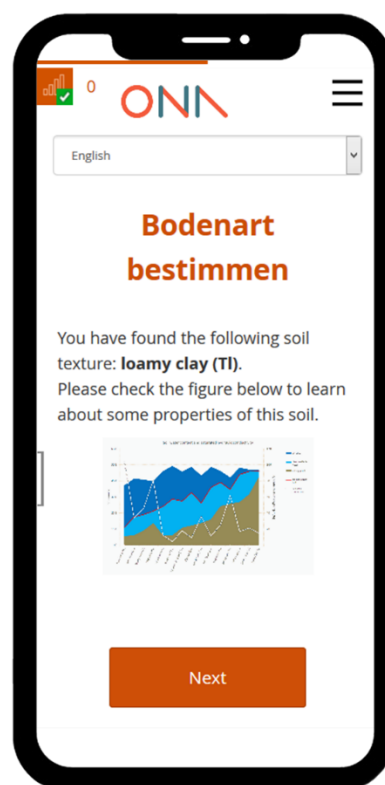 0
ONA
English
Bodenart
bestimmen
You have found the following soil
texture: loamy clay (Tl).
Please check the figure below to learn
about some properties of this soil.
Next